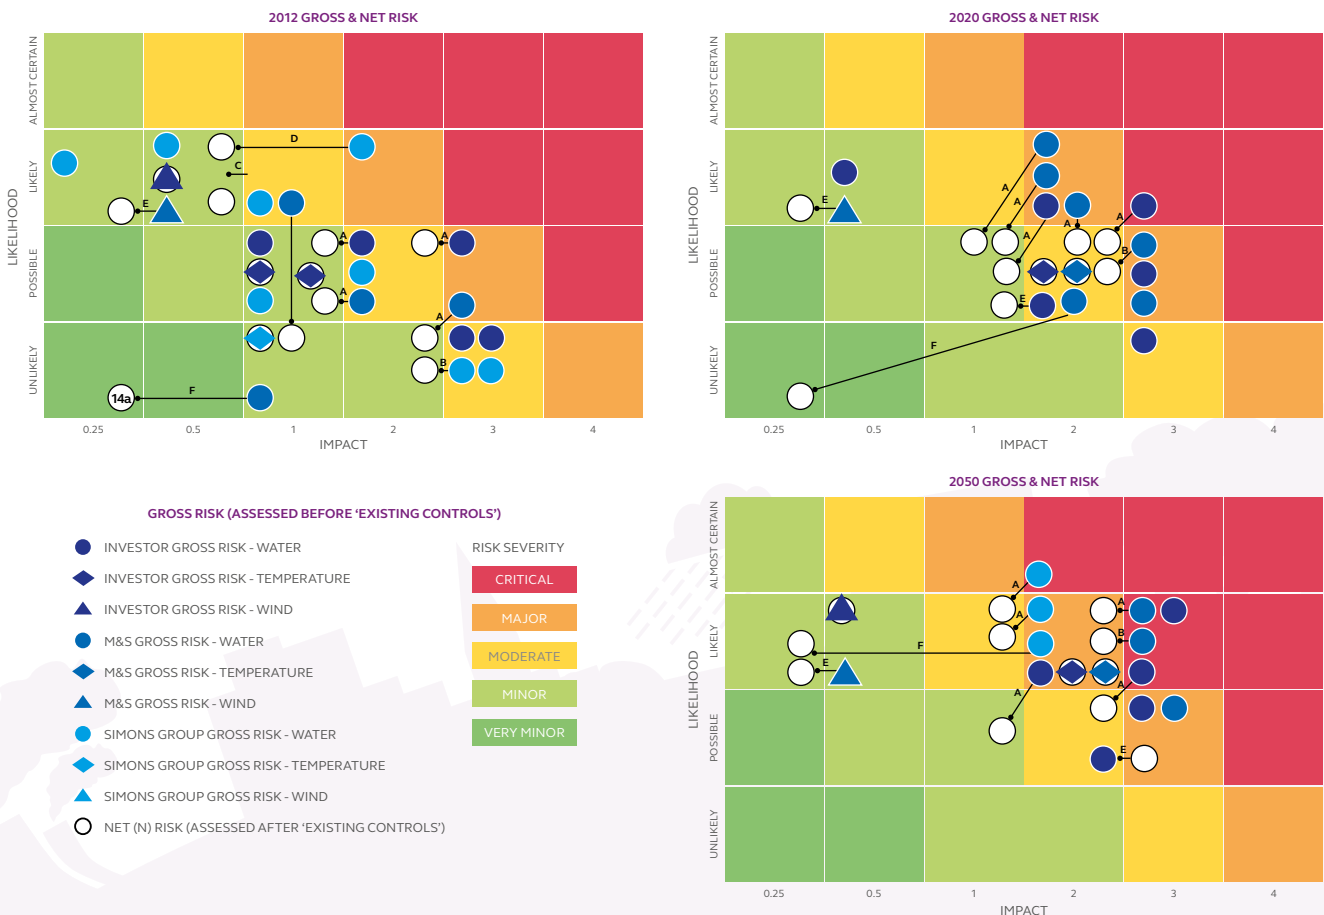 2012 GROSS & NET RISK
LIKELIHOOD
ALMOST CERTAIN
LIKELY
POSSIBLE
UNLIKELY
D
C
E
A
A
A
A
B
F
14a
0.25
0.5
1
2
3
4
IMPACT
2020 GROSS & NET RISK
LIKELIHOOD
ALMOST CERTAIN
LIKELY
POSSIBLE
UNLIKELY
A
E
A
A
A
A
B
E
F
0.25
0.5
1
2
3
4
IMPACT
GROSS RISK (ASSESSED BEFORE ‘EXISTING CONTROLS’)
INVESTOR GROSS RISK - WATER
INVESTOR GROSS RISK - TEMPERATURE
INVESTOR GROSS RISK - WIND
M&S GROSS RISK - WATER
M&S GROSS RISK - TEMPERATURE
M&S GROSS RISK - WIND
SIMONS GROUP GROSS RISK - WATER
SIMONS GROUP GROSS RISK - TEMPERATURE
SIMONS GROUP GROSS RISK - WIND
NET (N) RISK (ASSESSED AFTER ‘EXISTING CONTROLS’)
RISK SEVERITY
CRITICAL
MAJOR
MODERATE
MINOR
VERY MINOR
2050 GROSS & NET RISK
LIKELIHOOD
ALMOST CERTAIN
LIKELY
POSSIBLE
UNLIKELY
A
A
A
B
F
E
A
A
E
0.25
0.5
1
2
3
4
IMPACT